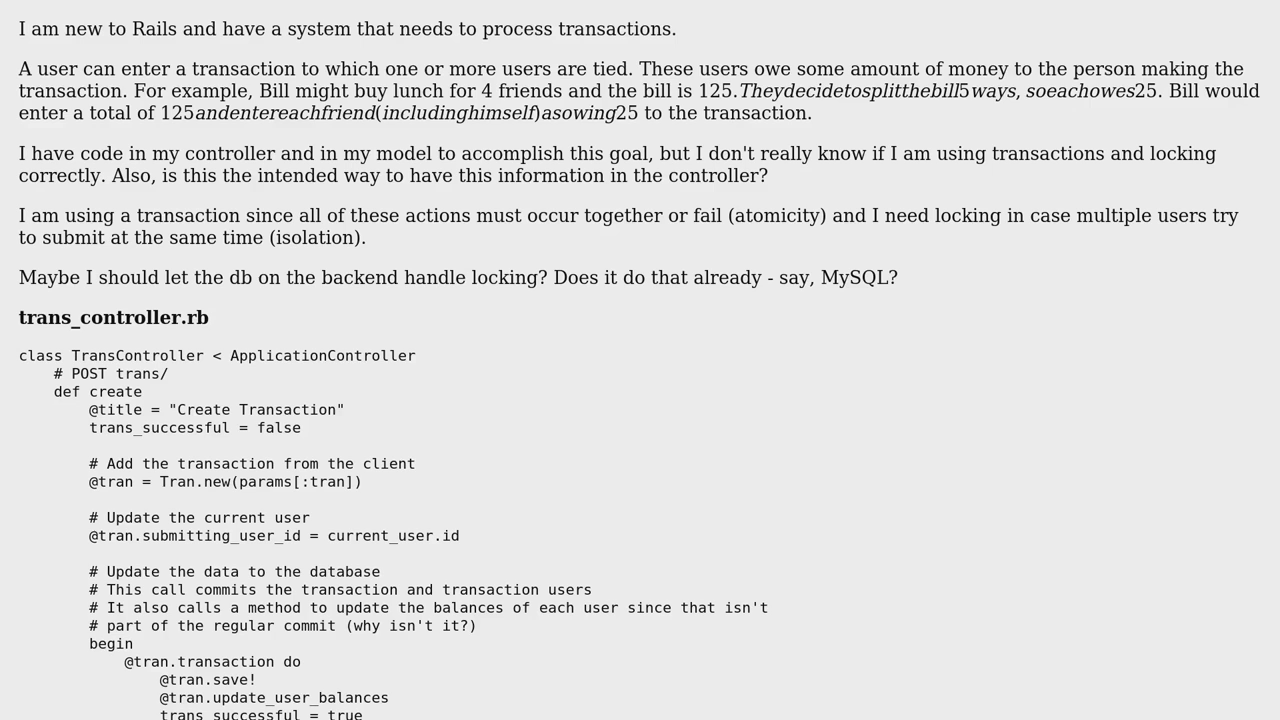 I am new to Rails and have a system that needs to process transactions.
A user can enter a transaction to which one or more users are tied. These users owe some amount of money to the person making the
transaction. For example, Bill might buy lunch for 4 friends and the bill is 125.Theydecidetosplitthebill5ways, soeachowes25. Bill would
enter a total of 125andentereachfriend(includinghimself)asowing25 to the transaction.
I have code in my controller and in my model to accomplish this goal, but I don't really know if I am using transactions and locking
correctly. Also, is this the intended way to have this information in the controller?
I am using a transaction since all of these actions must occur together or fail (atomicity) and I need locking in case multiple users try
to submit at the same time (isolation).
Maybe I should let the db on the backend handle locking? Does it do that already - say, MySQL?
trans_controller.rb
class TransController < ApplicationController
    # POST trans/
    def create
        @title = "Create Transaction"
        trans_successful = false
        # Add the transaction from the client
        @tran = Tran.new(params[:tran])
        # Update the current user
        @tran.submitting_user_id = current_user.id
        # Update the data to the database
        # This call commits the transaction and transaction users
        # It also calls a method to update the balances of each user since that isn't
        # part of the regular commit (why isn't it?)
        begin
            @tran.transaction do
                @tran.save!
                @tran.update_user_balances
                trans_successful = true